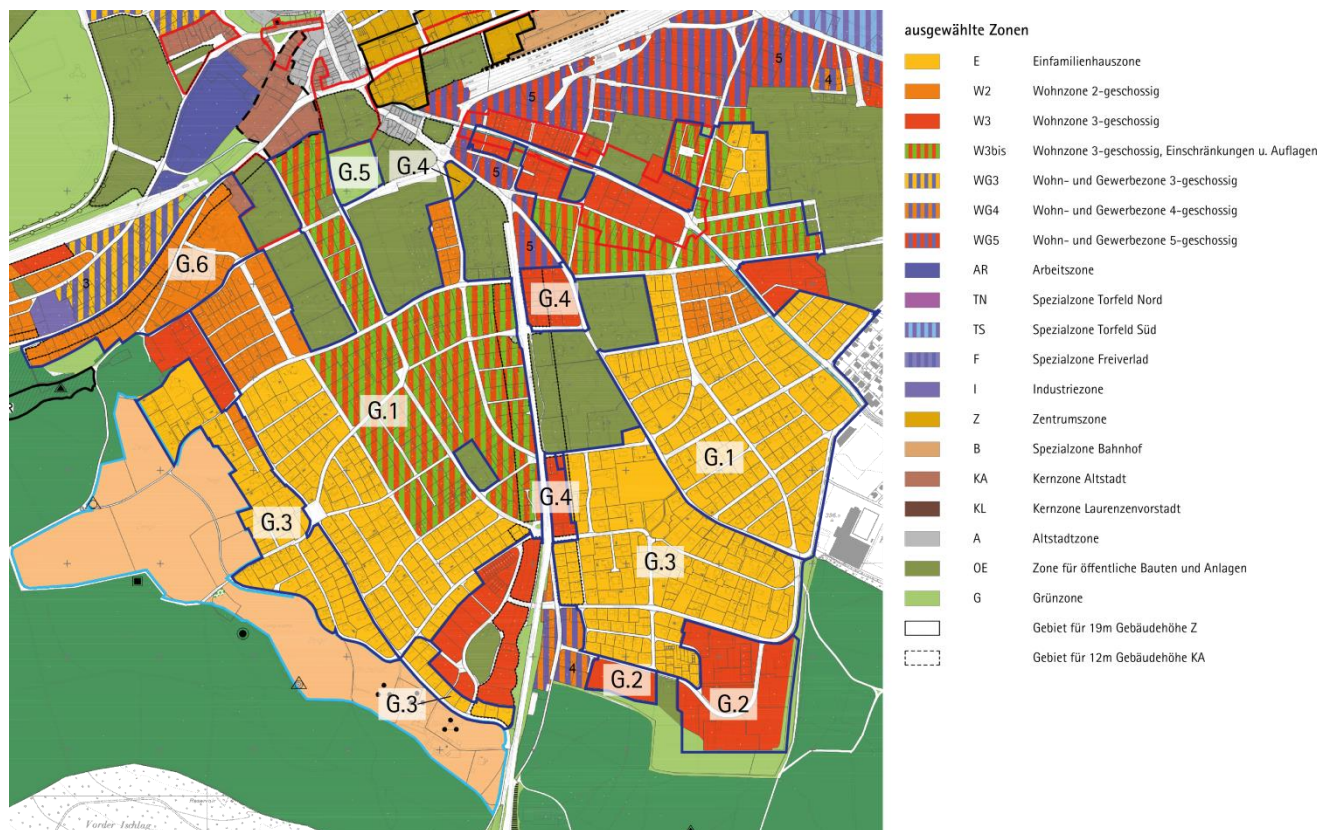 5
5
4
5
G.5
G.4
5
G.6
3
G.4
G.1
G.1
G.4
G.3
G.3
4
G.2
G.2
G.3
Vorder Ischlag
ausgewählte Zonen
E Einfamilienhauszone
W2 Wohnzone 2-geschossig
W3 Wohnzone 3-geschossig
W3bis Wohnzone 3-geschossig, Einschränkungen u. Auflagen
WG3 Wohn- und Gewerbezone 3-geschossig
WG4 Wohn- und Gewerbezone 4-geschossig
WG5 Wohn- und Gewerbezone 5-geschossig
AR Arbeitszone
TN Spezialzone Torfeld Nord
TS Spezialzone Torfeld Süd
F Spezialzone Freiverlad
I Industriezone
Z Zentrumszone
B Spezialzone Bahnhof
KA Kernzone Altstadt
KL Kernzone Laurenzenvorstadt
A Altstadtzone
OE Zone für öffentliche Bauten und Anlagen
G Grünzone
Gebiet für 19m Gebäudehöhe Z
Gebiet für 12m Gebäudehöhe KA